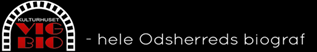 KULTURHUSET
VIG
BIO
- hele Odsherreds biograf